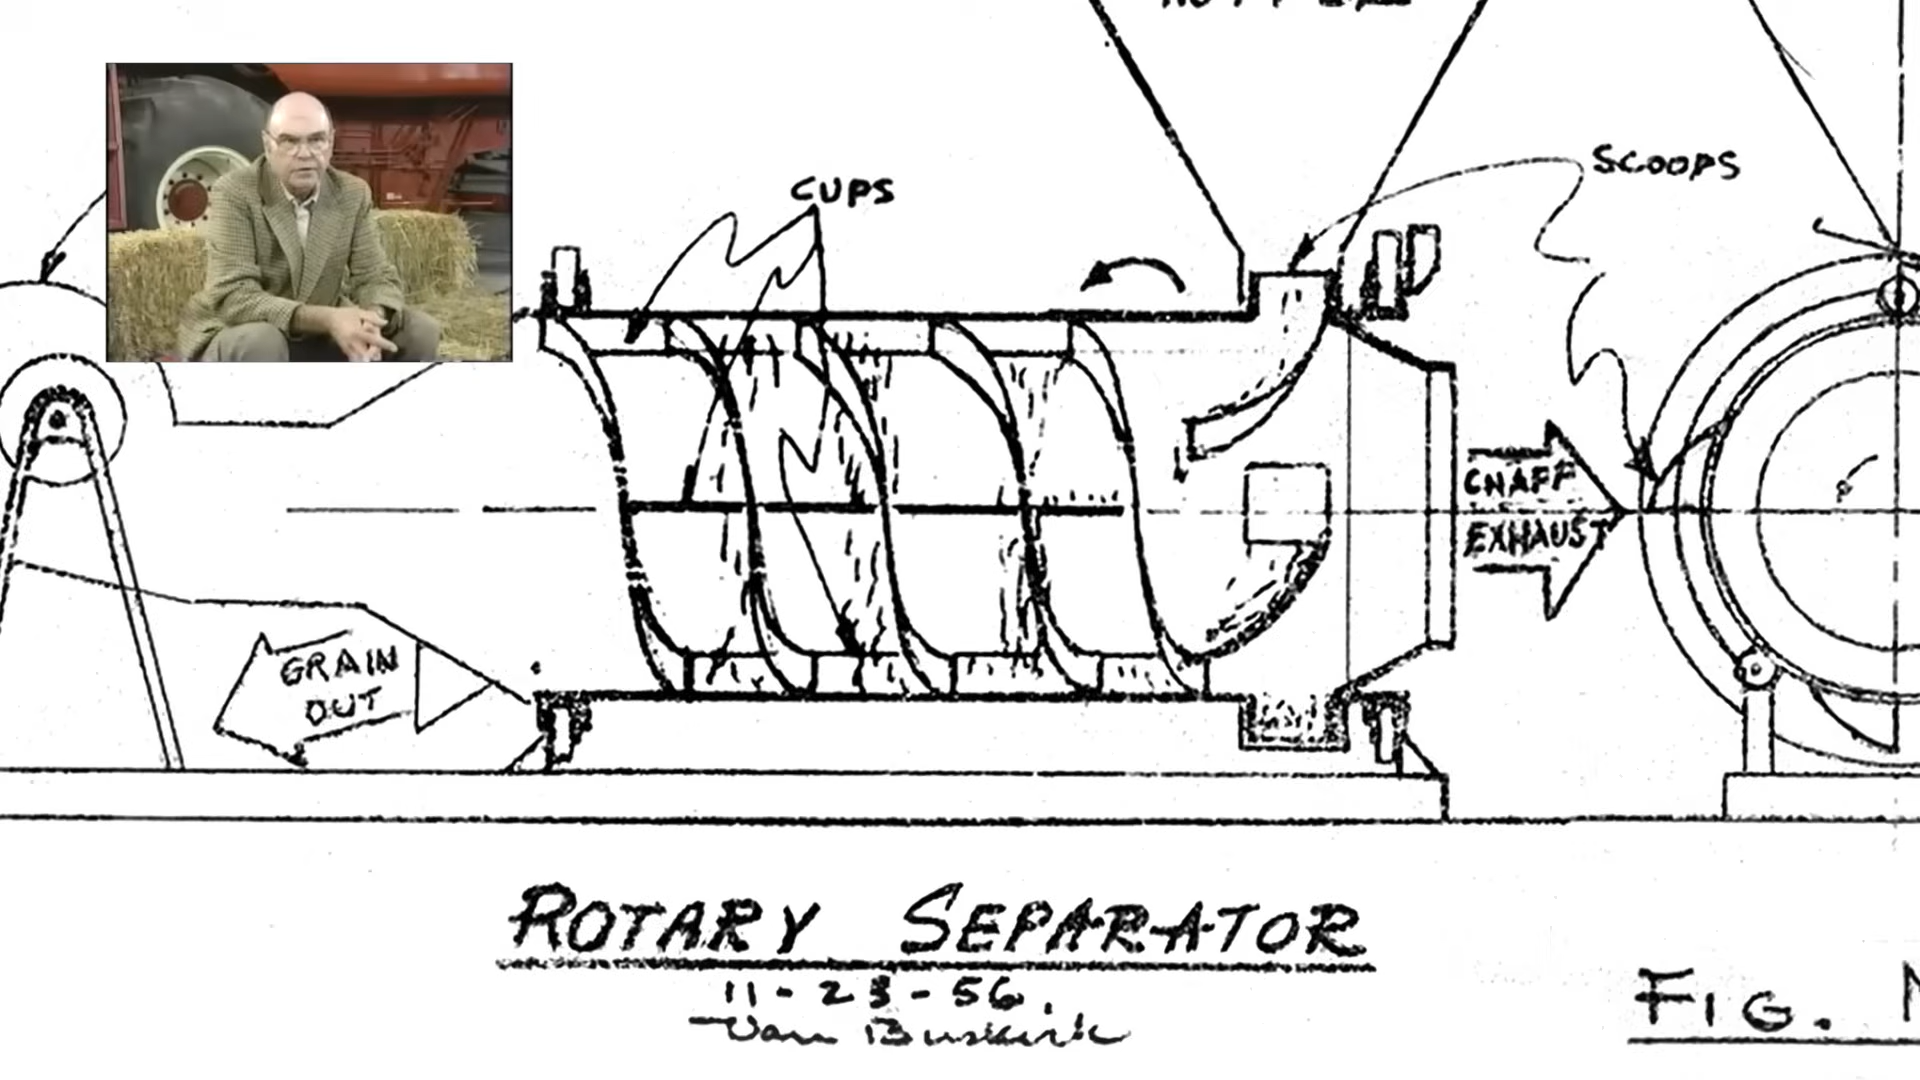 CUPS
SCOOPS
CHAFF
EXHAUST
GRAIN
OUT
ROTARY SEPARATOR
11-23-56.
Van Buskirk
FIG.